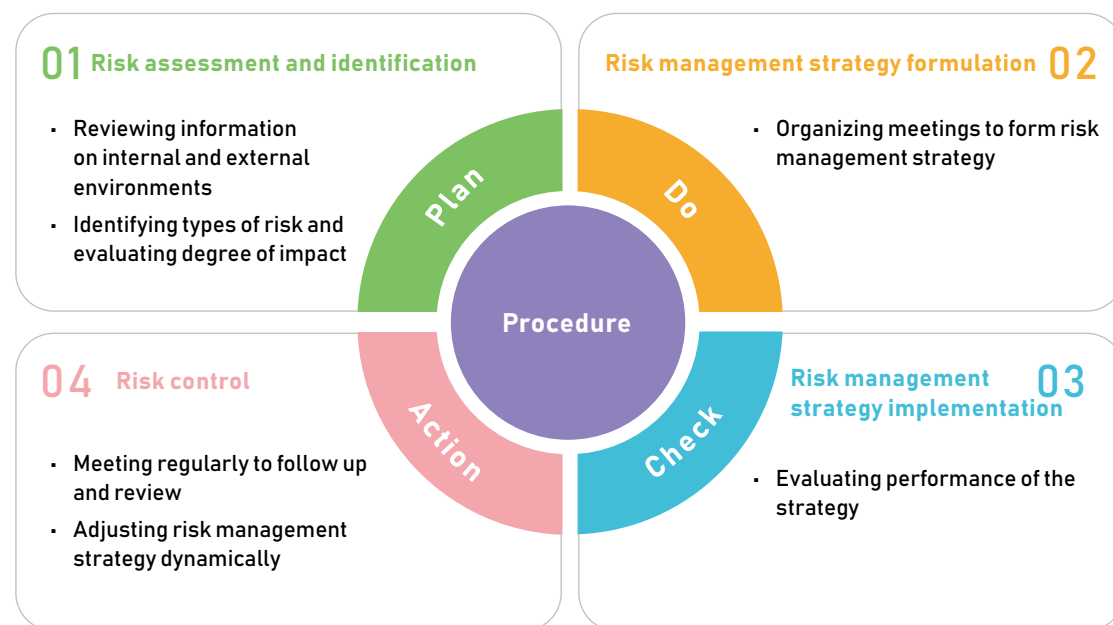 01 Risk assessment and identification
· Reviewing information
on internal and external
environments
· Identifying types of risk and
evaluating degree of impact
Plan
Risk management strategy formulation 02
· Organizing meetings to form risk
management strategy
Do
Procedure
04 Risk control
· Meeting regularly to follow up
and review
· Adjusting risk management
strategy dynamically
Action
Risk management 03
strategy implementation
· Evaluating performance of the
strategy
Check